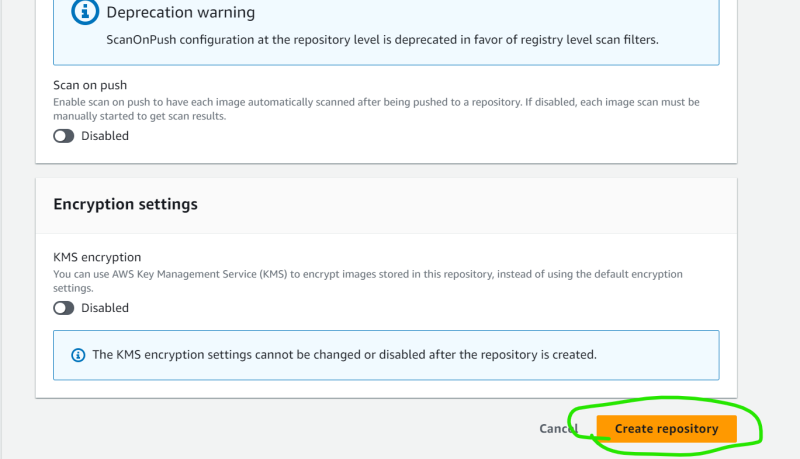 Deprecation warning
ScanOnPush configuration at the repository level is deprecated in favor of registry level scan filters.
Scan on push
Enable scan on push to have each image automatically scanned after being pushed to a repository. If disabled, each image scan must be
manually started to get scan results.
Disabled
Encryption settings
KMS encryption
You can use AWS Key Management Service (KMS) to encrypt images stored in this repository, instead of using the default encryption
settings.
Disabled
The KMS encryption settings cannot be changed or disabled after the repository is created.
Cancel Create repository